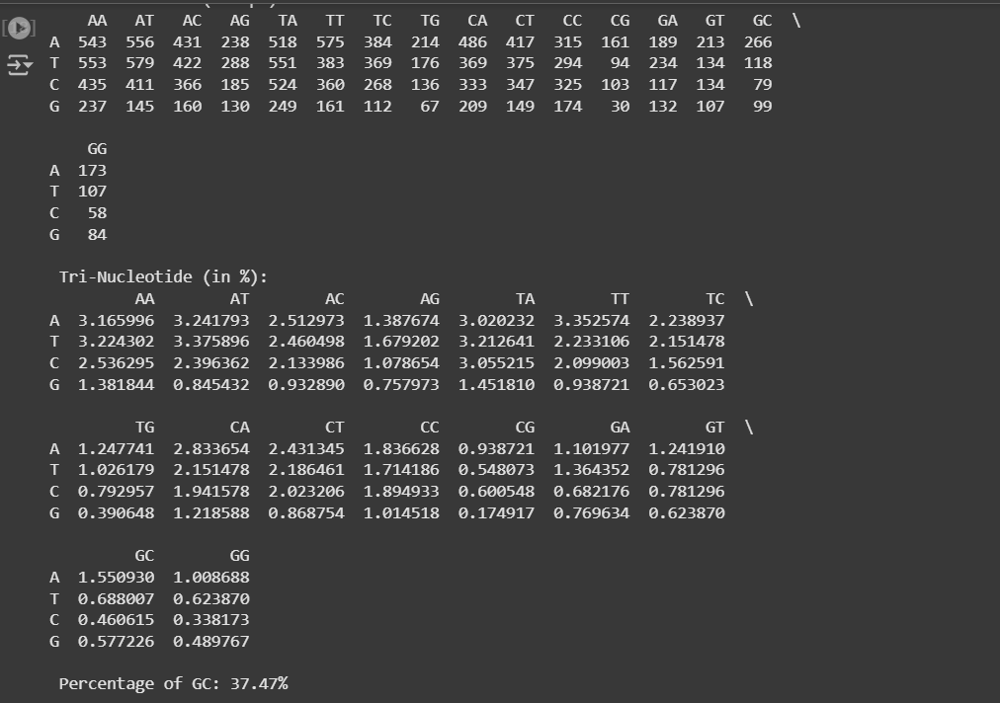 AA AT AC AG TA TT TC TG CA CT CC CG GA GT GC \
A 543 556 431 238 518 575 384 214 486 417 315 161 189 213 266
T 553 579 422 288 551 383 369 176 369 375 294 94 234 134 118
C 435 411 366 185 524 360 268 136 333 347 325 103 117 134 79
G 237 145 160 130 249 161 112 67 209 149 174 30 132 107 99
GG
A 173
T 107
C 58
G 84
Tri-Nucleotide (in %):
AA AT AC AG TA TT TC \
A 3.165996 3.241793 2.512973 1.387674 3.020232 3.352574 2.238937
T 3.224302 3.375896 2.460498 1.679202 3.212641 2.233106 2.151478
C 2.536295 2.396362 2.133986 1.078654 3.055215 2.099003 1.562591
G 1.381844 0.845432 0.932890 0.757973 1.451810 0.938721 0.653023
TG CA CT CC CG GA GT \
A 1.247741 2.833654 2.431345 1.836628 0.938721 1.101977 1.241910
T 1.026179 2.151478 2.186461 1.714186 0.548073 1.364352 0.781296
C 0.792957 1.941578 2.023206 1.894933 0.600548 0.682176 0.781296
G 0.390648 1.218588 0.868754 1.014518 0.174917 0.769634 0.623870
GC GG
A 1.550930 1.008688
T 0.688007 0.623870
C 0.460615 0.338173
G 0.577226 0.489767
Percentage of GC: 37.47%